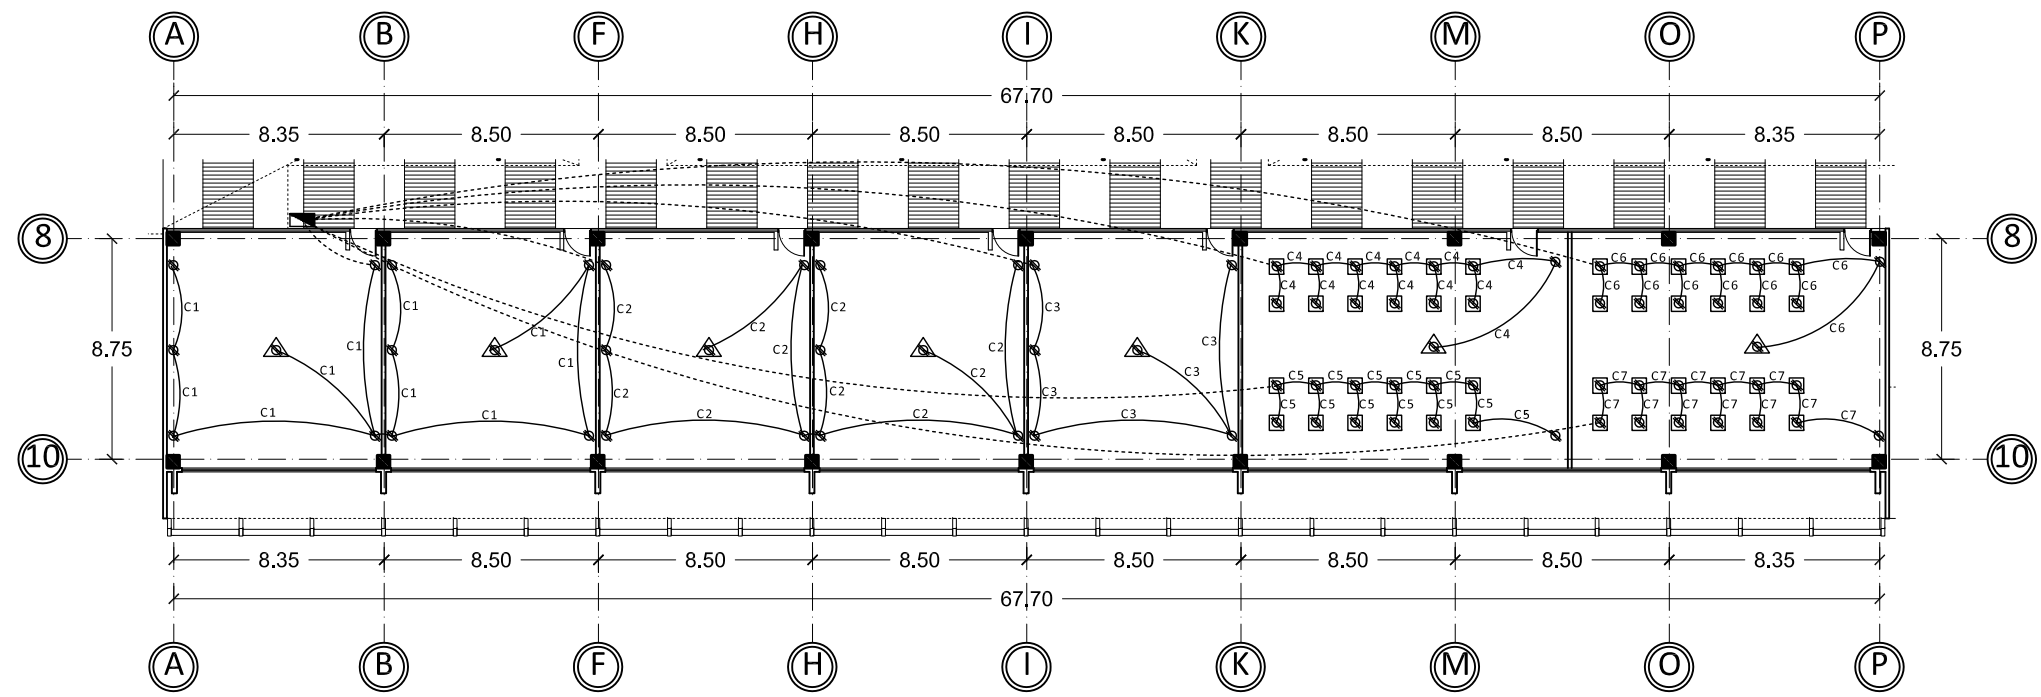 A B F H I K M O P
67.70
8.35 8.50 8.50 8.50 8.50 8.50 8.50 8.35
8 8
C4 C4 C4 C4 C4 C4 C6 C6 C6 C6 C6 C6
C4 C4 C4 C4 C4 C4 C6 C6 C6 C6 C6 C6
C1 C1 C2 C2 C3
C1 C1 C1 C2 C2 C2 C3 C3 C4 C6
8.75 8.75
C1 C1 C2 C2 C3
C5 C5 C5 C5 C5 C7 C7 C7 C7 C7
C1 C1 C2 C2 C3
C5 C5 C5 C5 C5 C5 C7 C7 C7 C7 C7 C7
C1 C1 C2 C2 C3 C5 C7
10 10
8.35 8.50 8.50 8.50 8.50 8.50 8.50 8.35
67.70
A B F H I K M O P